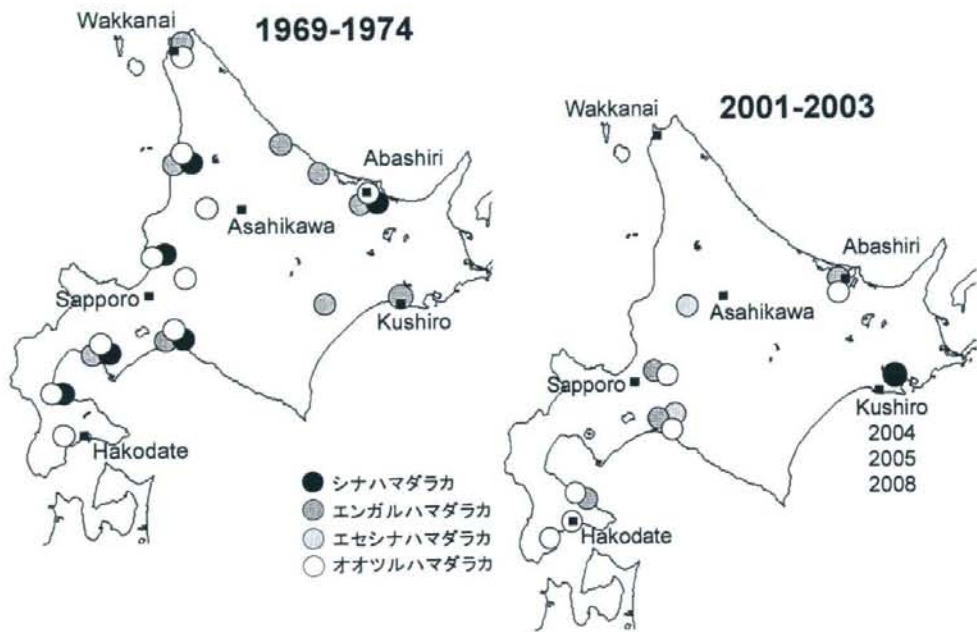 1969-1974
Wakkanai
Abashiri
Asahikawa
Sapporo
Kushiro
Hakodate
2001-2003
Wakkanai
Abashiri
Asahikawa
Sapporo
Kushiro
2004
2005
2008
Hakodate
シナハマダラカ
エンガルハマダラカ
エセシナハマダラカ
オオツルハマダラカ